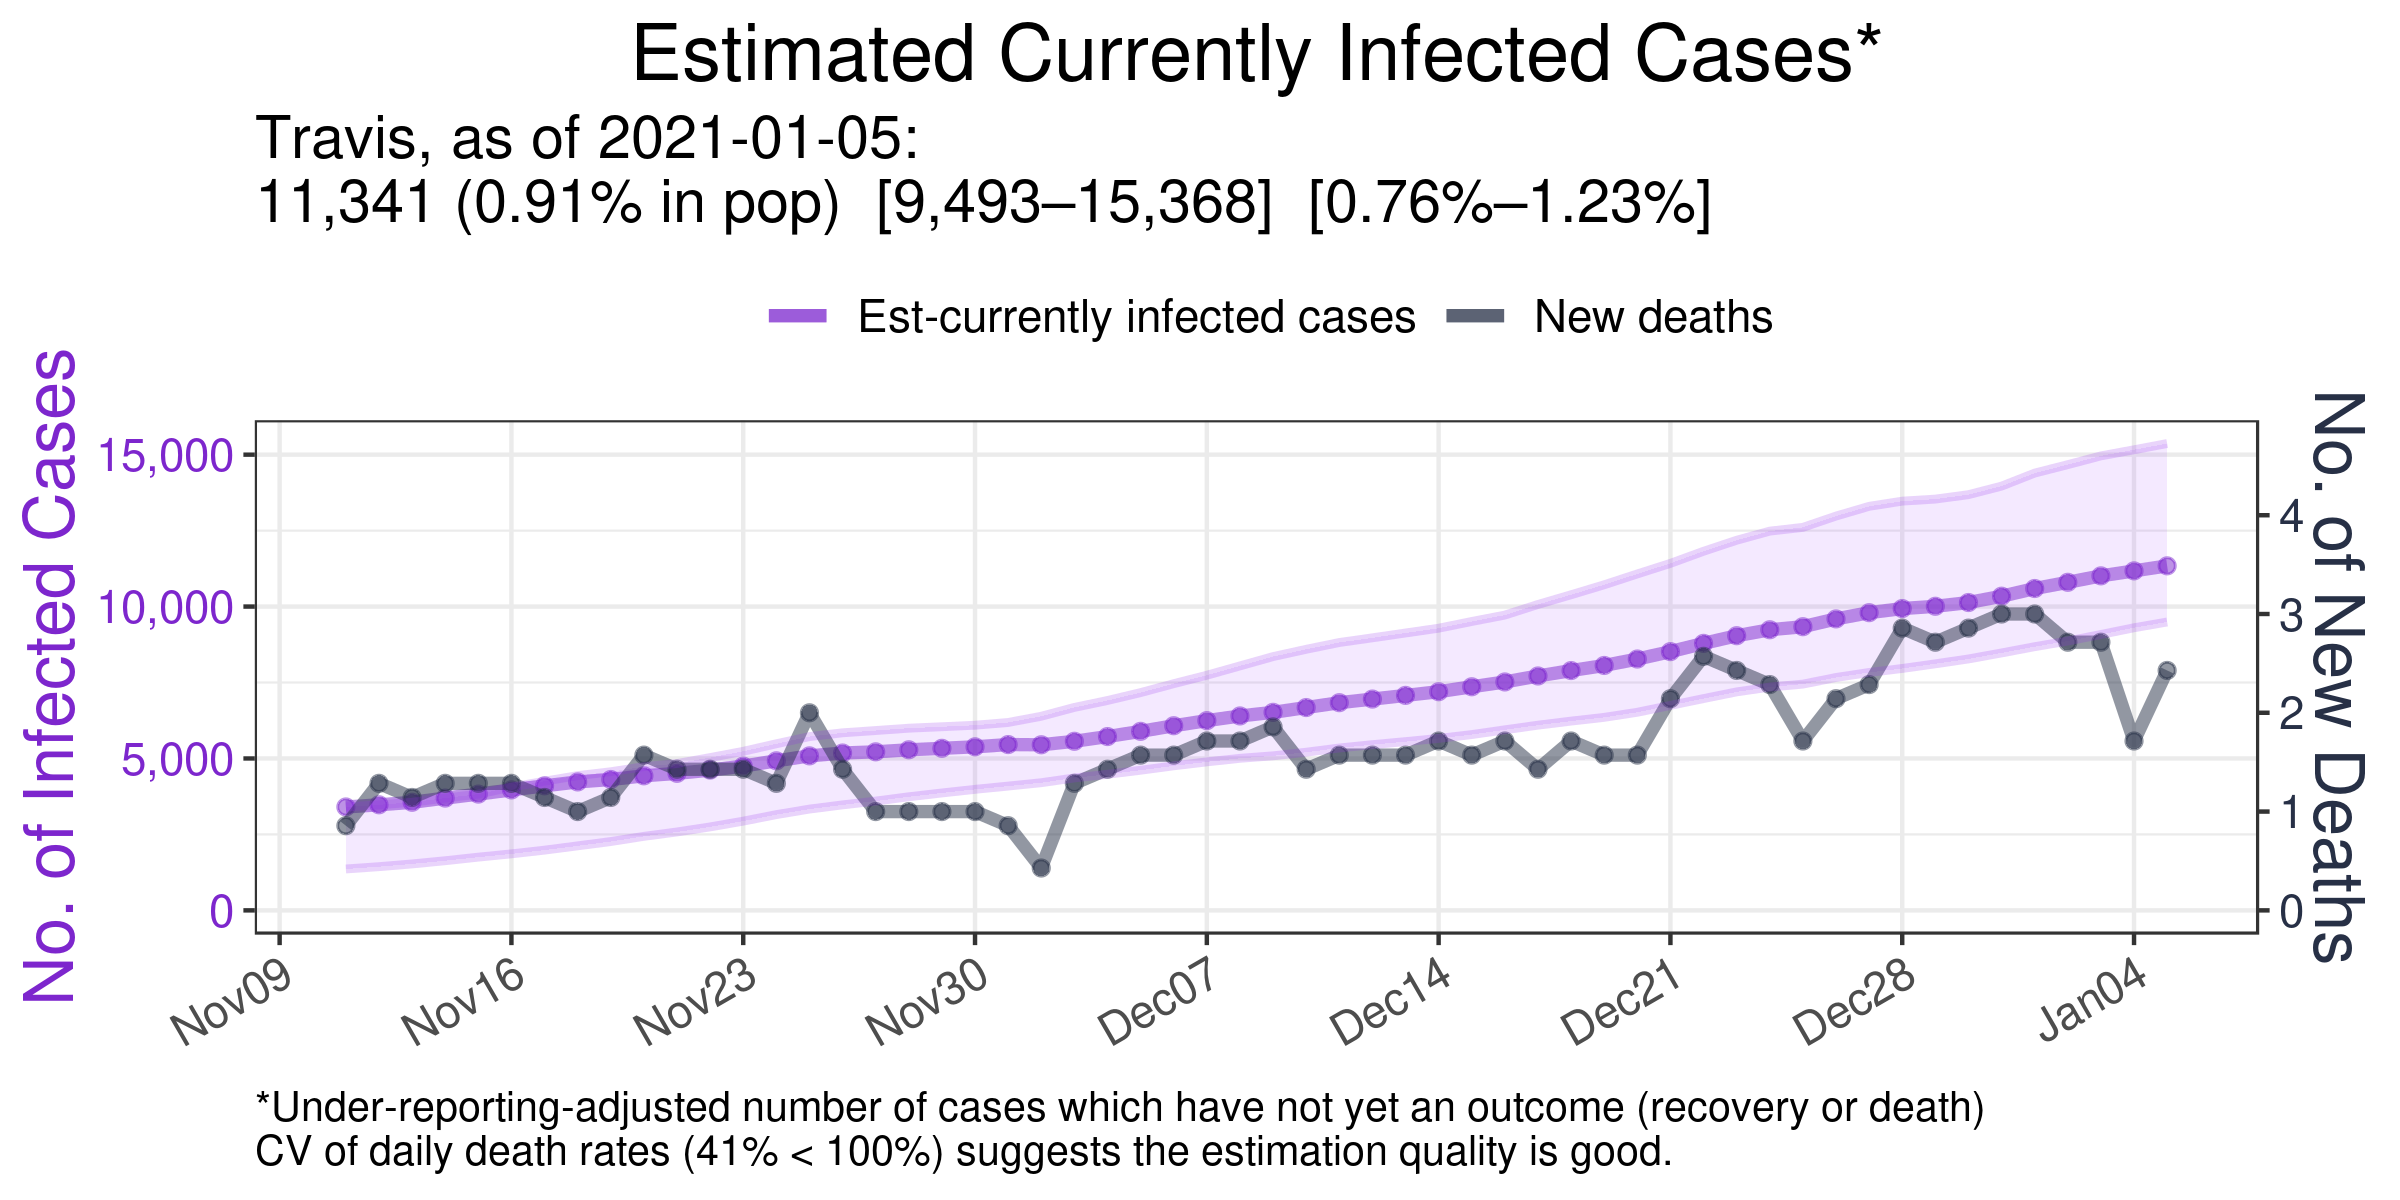 Estimated Currently Infected Cases*
Travis, as of 2021-01-05:
11,341 (0.91% in pop)  [9,493–15,368]  [0.76%–1.23%]
Est-currently infected cases
New deaths
No. of Infected Cases
15,000
10,000
5,000
0
4
3
2
1
0
No. of New Deaths
Nov09
Nov16
Nov23
Nov30
Dec07
Dec14
Dec21
Dec28
Jan04
*Under-reporting-adjusted number of cases which have not yet an outcome (recovery or death)
CV of daily death rates (41% < 100%) suggests the estimation quality is good.